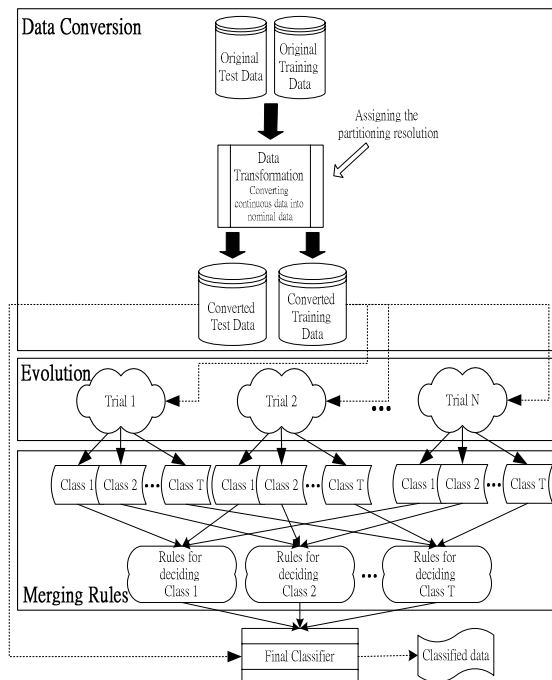 Data Conversion
Original
Test Data
Original
Training
Data
Assigning the
partitioning resolution
Data
Transformation
Converting
continuous data into
nominal data
Converted
Test Data
Converted
Training
Data
Evolution
Trial 1
Trial 2
...
Trial N
Class 1
Class 2
...
Class T
Class 1
Class 2
...
Class T
Class 1
Class 2
...
Class T
Rules for
deciding
Class 1
Rules for
deciding
Class 2
...
Rules for
deciding
Class T
Merging Rules
Final Classifier
Classified data